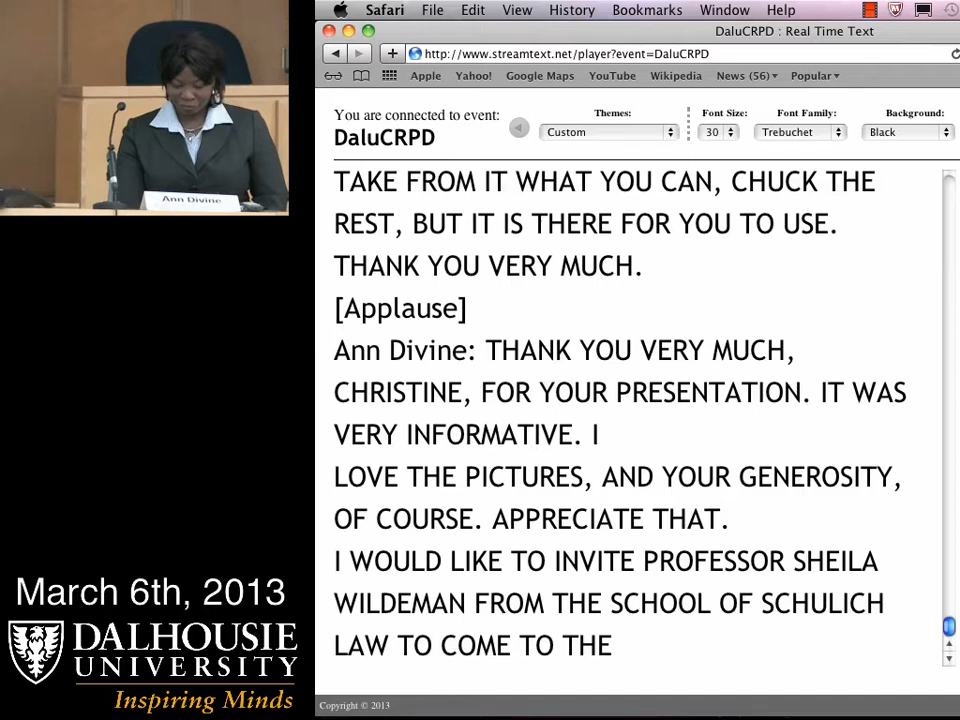 Safari File Edit View History Bookmarks Window Help
DaluCRPD : Real Time Text
http://www.streamtext.net/player?event=DaluCRPD
Apple Yahoo! Google Maps YouTube Wikipedia News (56) Popular
You are connected to event:
DaluCRPD
Themes: Font Size: Font Family: Background:
Custom 30 Trebuchet Black
TAKE FROM IT WHAT YOU CAN, CHUCK THE
REST, BUT IT IS THERE FOR YOU TO USE.
THANK YOU VERY MUCH.
[Applause]
Ann Divine: THANK YOU VERY MUCH,
CHRISTINE, FOR YOUR PRESENTATION. IT WAS
VERY INFORMATIVE. I
LOVE THE PICTURES, AND YOUR GENEROSITY,
OF COURSE. APPRECIATE THAT.
I WOULD LIKE TO INVITE PROFESSOR SHEILA
WILDEMAN FROM THE SCHOOL OF SCHULICH
LAW TO COME TO THE
Copyright © 2013
Ann Divine
March 6th, 2013
DALHOUSIE
UNIVERSITY
Inspiring Minds